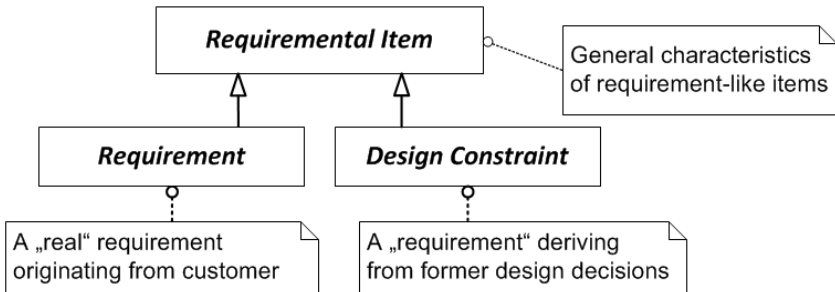 Requiremental Item
General characteristics
of requirement-like items
Requirement
Design Constraint
A „real“ requirement
originating from customer
A „requirement“ deriving
from former design decisions